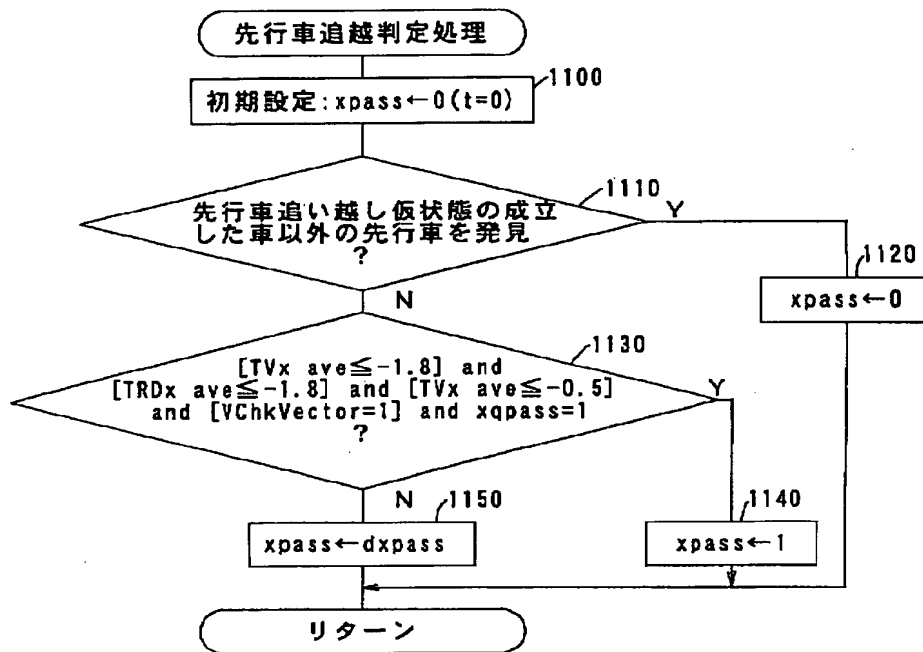 先行車追越判定処理
1100
初期設定:xpass←0(t=0)
1110
先行車追い越し仮状態の成立
した車以外の先行車を発見
?
Y
1120
xpass←0
N
1130
[TVx ave≦-1.8] and
[TRDx ave≦-1.8] and [TVx ave≦-0.5]
and [VChkVector=1] and xqpass=1
?
Y
N
1150
xpass←dxpass
1140
xpass←1
リターン